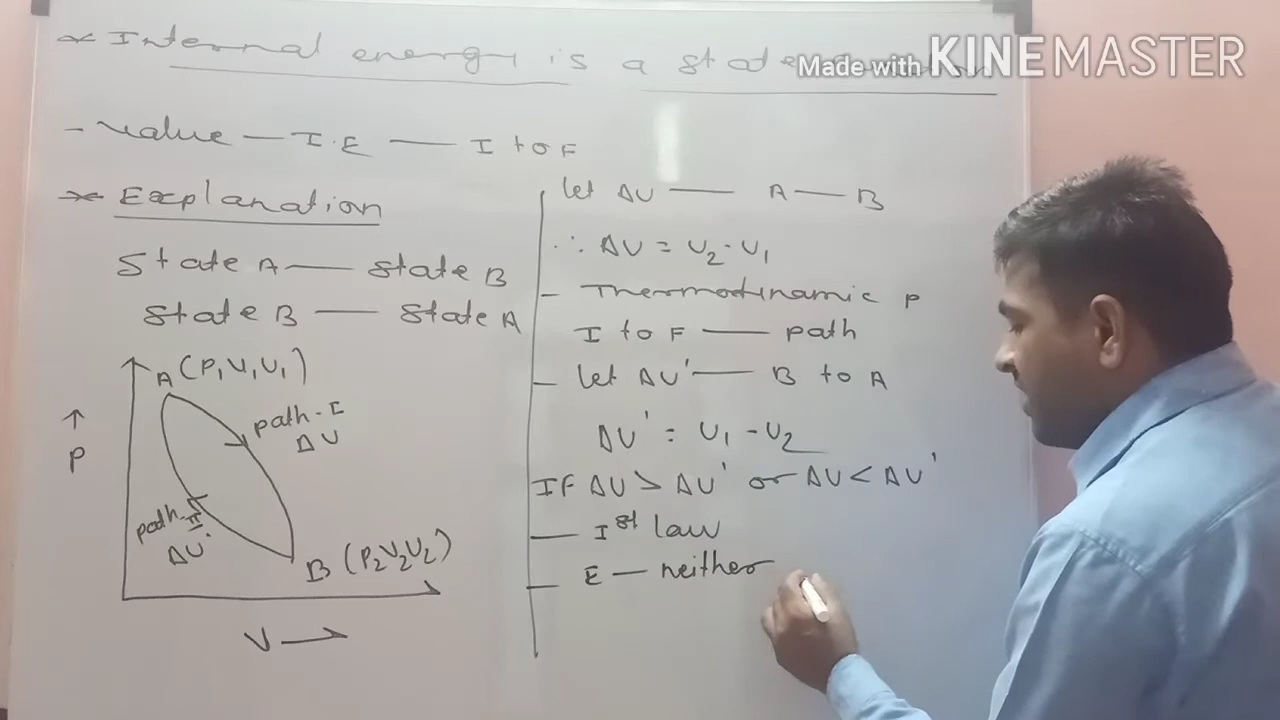 * Internal energy is a state
Made with KINEMASTER
- value — I.E — I to F
* Explanation
State A — state B
state B — state A
A (P1 V1 U1)
path-I
ΔU
↑
P
path-II
ΔU'
B (P2 V2 U2)
V →
let ΔU — A — B
∴ ΔU = U2 - U1
- Thermodinamic P
I to F — path
- let ΔU' — B to A
ΔU' = U1 - U2
IF ΔU > ΔU' or ΔU < ΔU'
- Ist law
- E — neither